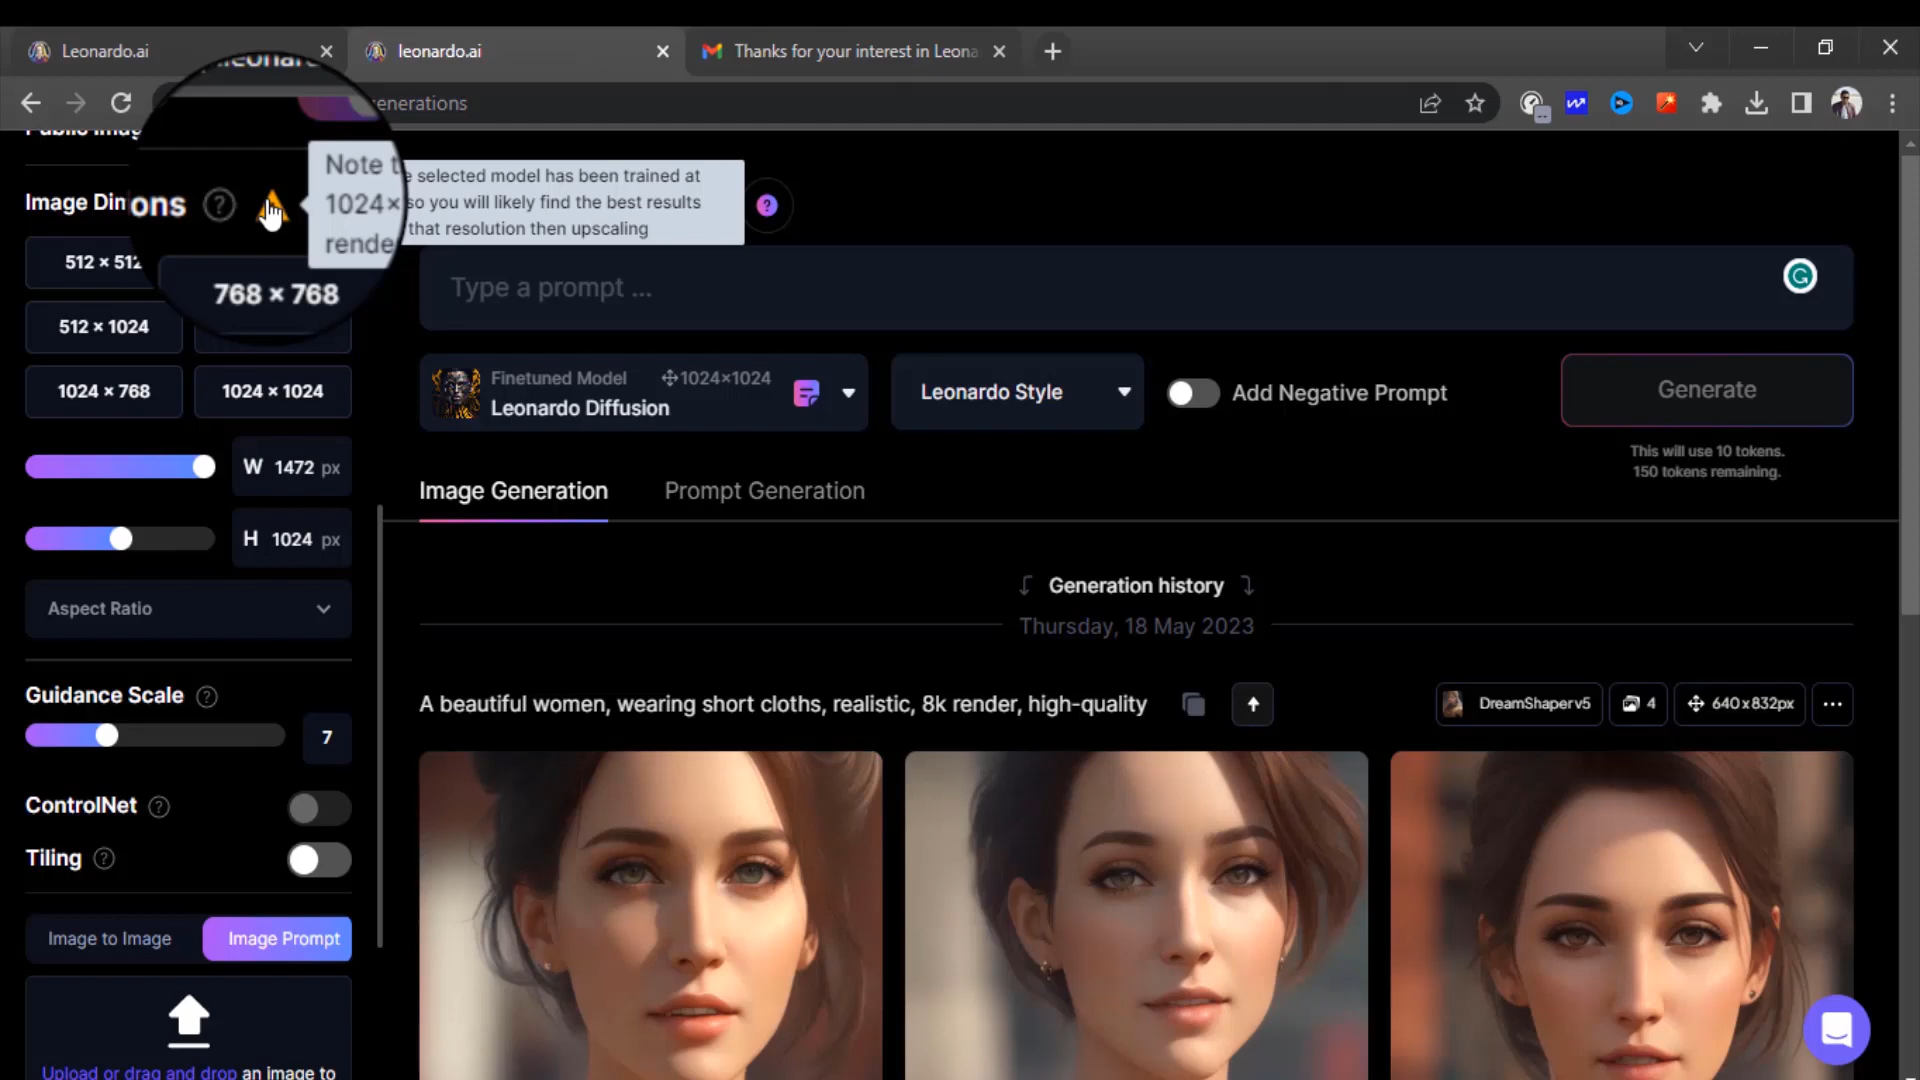 Leonardo.ai
leonardo.ai
Thanks for your interest in Leona
enerations
Image Dim
ons
Note t
e selected model has been trained at
1024×
so you will likely find the best results
rende
that resolution then upscaling
512 × 512
768 × 768
512 × 1024
1024 × 768
1024 × 1024
W 1472 px
H 1024 px
Aspect Ratio
Guidance Scale
7
ControlNet
Tiling
Image to Image
Image Prompt
Upload or drag and drop an image to
Type a prompt ...
Finetuned Model
1024×1024
Leonardo Diffusion
Leonardo Style
Add Negative Prompt
Generate
This will use 10 tokens.
150 tokens remaining.
Image Generation
Prompt Generation
Generation history
Thursday, 18 May 2023
A beautiful women, wearing short cloths, realistic, 8k render, high-quality
DreamShaper v5
4
640 x 832px